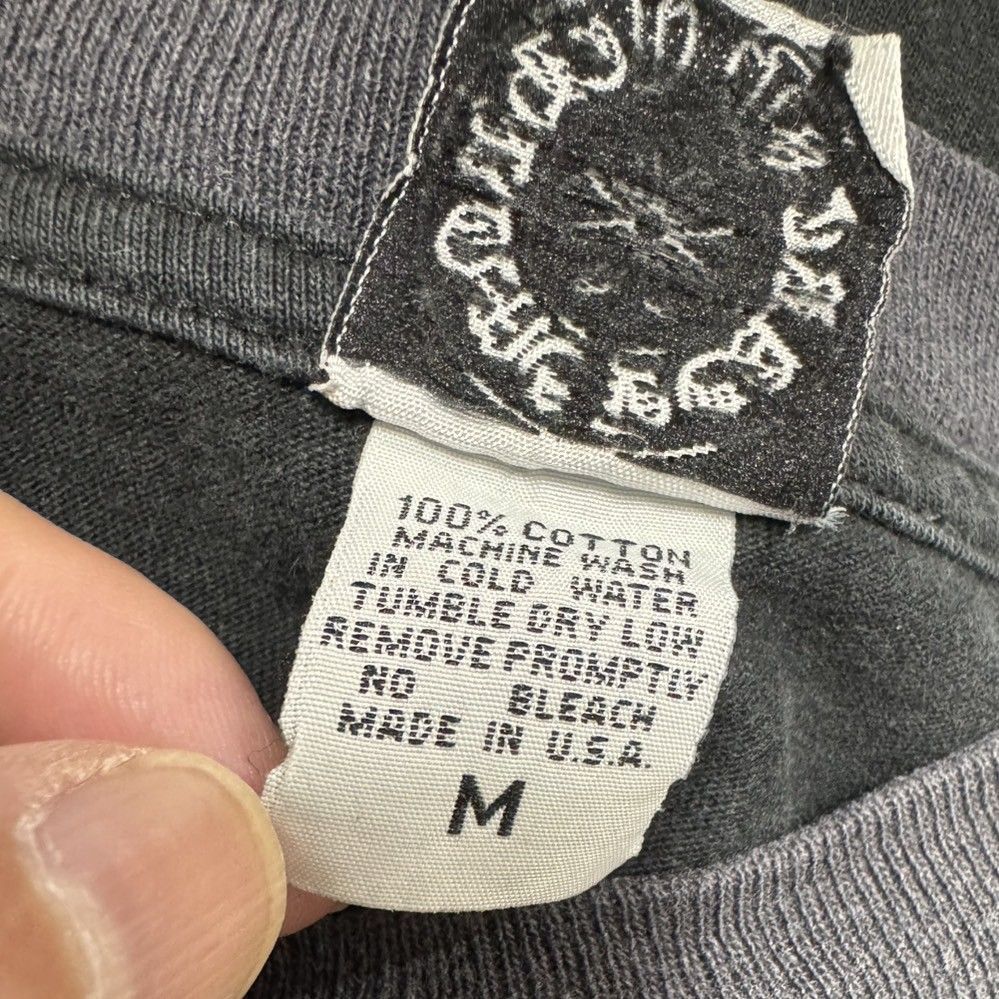 100% COTTON
MACHINE WASH
IN COLD WATER
TUMBLE DRY LOW
REMOVE PROMPTLY
NO BLEACH
MADE IN U.S.A.
M